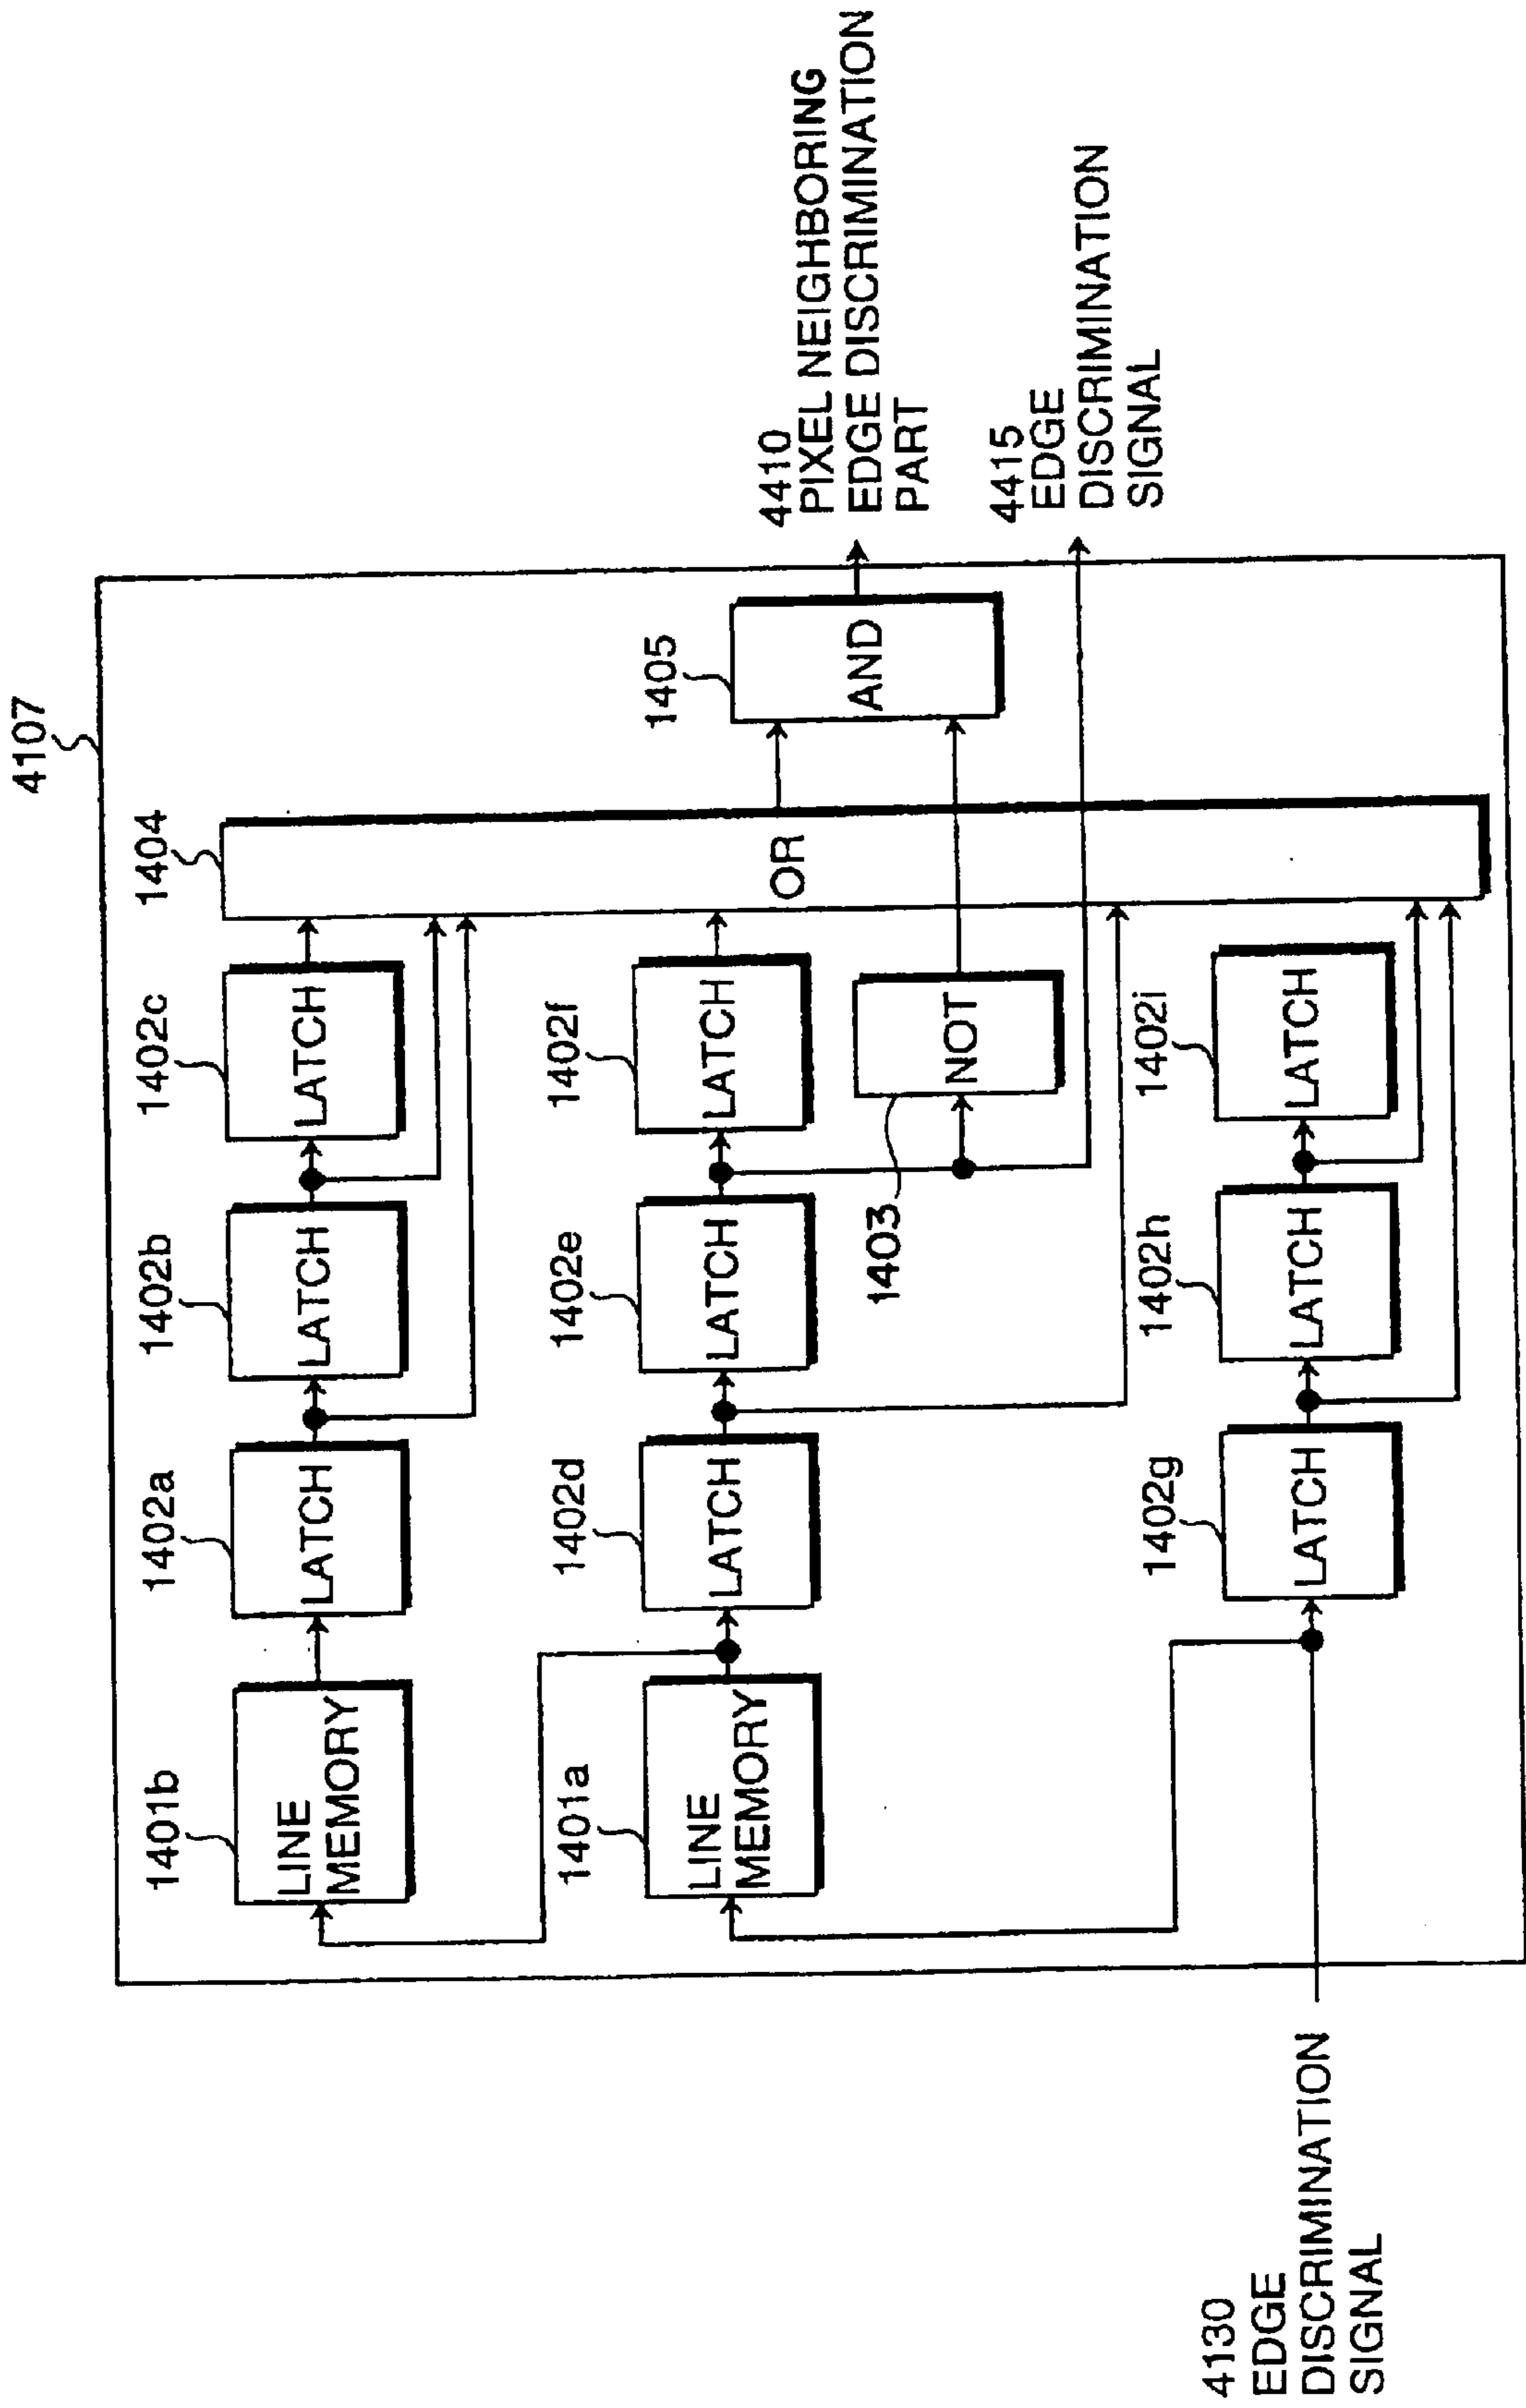 4107
1404
1402c
1402b
1402a
1401b
LINE
MEMORY
LATCH
LATCH
LATCH
OR
1405
AND
4410
PIXEL NEIGHBORING
EDGE DISCRIMINATION
PART
1402f
1402e
1402d
1401a
LINE
MEMORY
LATCH
LATCH
LATCH
NOT
1403
4415
EDGE
DISCRIMINATION
SIGNAL
1402i
1402h
1402g
LATCH
LATCH
LATCH
4130
EDGE
DISCRIMINATION
SIGNAL